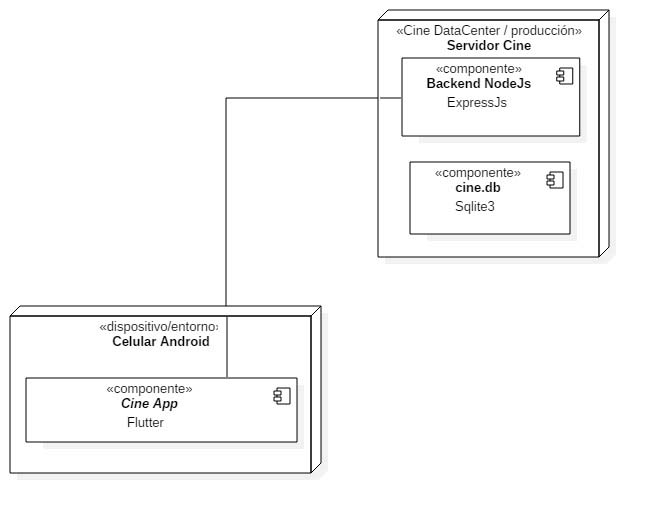 «Cine DataCenter / producción»
Servidor Cine
«componente»
Backend NodeJs
ExpressJs
«componente»
cine.db
Sqlite3
«dispositivo/entorno»
Celular Android
«componente»
Cine App
Flutter